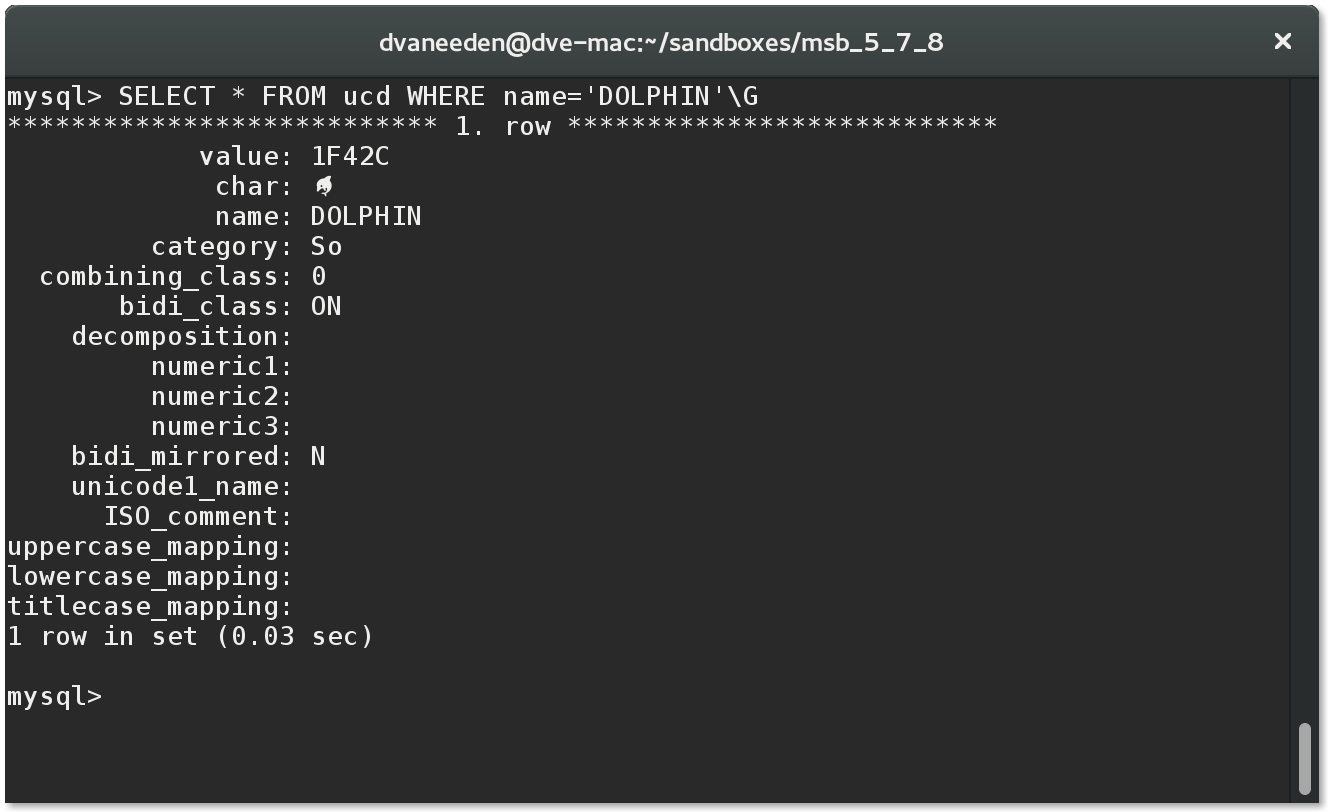 dvaneeden@dve-mac:~/sandboxes/msb_5_7_8 ×
mysql> SELECT * FROM ucd WHERE name='DOLPHIN'\G
*************************** 1. row ***************************
            value: 1F42C
             char: 🐬
             name: DOLPHIN
         category: So
  combining_class: 0
       bidi_class: ON
    decomposition:
         numeric1:
         numeric2:
         numeric3:
    bidi_mirrored: N
    unicode1_name:
      ISO_comment:
uppercase_mapping:
lowercase_mapping:
titlecase_mapping:
1 row in set (0.03 sec)
mysql>